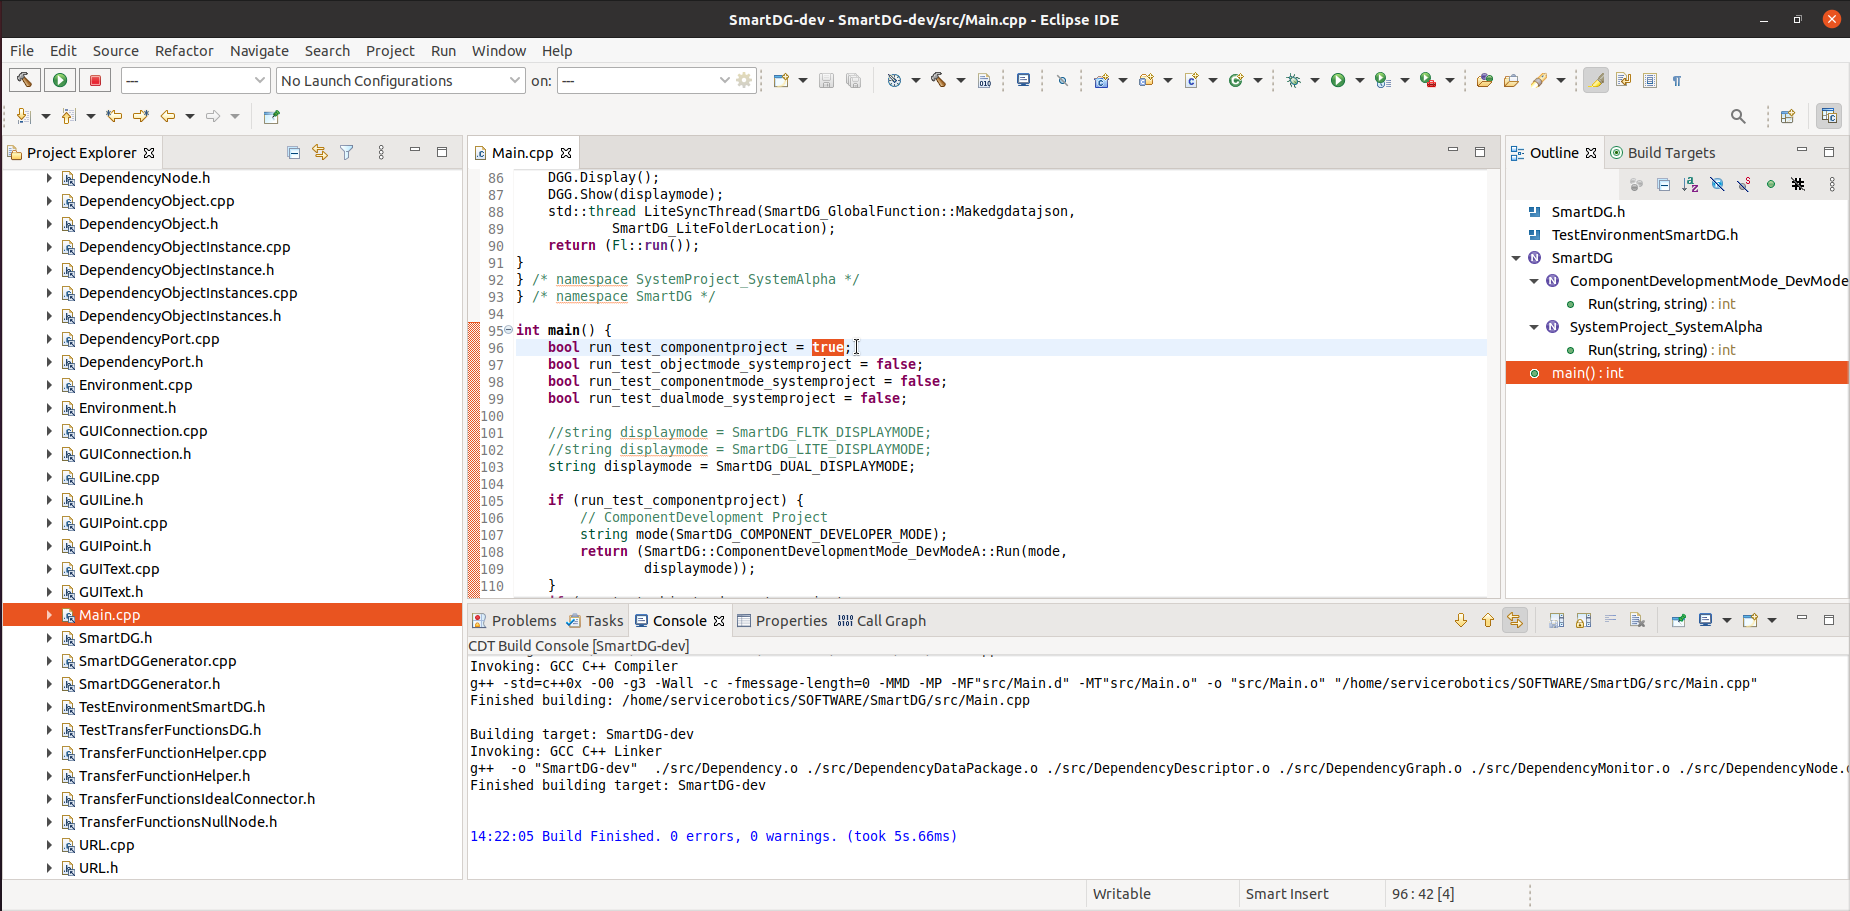 SmartDG-dev - SmartDG-dev/src/Main.cpp - Eclipse IDE
File Edit Source Refactor Navigate Search Project Run Window Help
--- No Launch Configurations on: ---
Project Explorer
DependencyNode.h
DependencyObject.cpp
DependencyObject.h
DependencyObjectInstance.cpp
DependencyObjectInstance.h
DependencyObjectInstances.cpp
DependencyObjectInstances.h
DependencyPort.cpp
DependencyPort.h
Environment.cpp
Environment.h
GUIConnection.cpp
GUIConnection.h
GUILine.cpp
GUILine.h
GUIPoint.cpp
GUIPoint.h
GUIText.cpp
GUIText.h
Main.cpp
SmartDG.h
SmartDGGenerator.cpp
SmartDGGenerator.h
TestEnvironmentSmartDG.h
TestTransferFunctionsDG.h
TransferFunctionHelper.cpp
TransferFunctionHelper.h
TransferFunctionsIdealConnector.h
TransferFunctionsNullNode.h
URL.cpp
URL.h
Main.cpp
86 DGG.Display();
87 DGG.Show(displaymode);
88 std::thread LiteSyncThread(SmartDG_GlobalFunction::Makedgdatajson,
89 SmartDG_LiteFolderLocation);
90 return (Fl::run());
91 }
92 } /* namespace SystemProject_SystemAlpha */
93 } /* namespace SmartDG */
94
95 int main() {
96 bool run_test_componentproject = true;
97 bool run_test_objectmode_systemproject = false;
98 bool run_test_componentmode_systemproject = false;
99 bool run_test_dualmode_systemproject = false;
100
101 //string displaymode = SmartDG_FLTK_DISPLAYMODE;
102 //string displaymode = SmartDG_LITE_DISPLAYMODE;
103 string displaymode = SmartDG_DUAL_DISPLAYMODE;
104
105 if (run_test_componentproject) {
106 // ComponentDevelopment Project
107 string mode(SmartDG_COMPONENT_DEVELOPER_MODE);
108 return (SmartDG::ComponentDevelopmentMode_DevModeA::Run(mode,
109 displaymode));
110 }
Outline Build Targets
SmartDG.h
TestEnvironmentSmartDG.h
SmartDG
ComponentDevelopmentMode_DevMode
Run(string, string) : int
SystemProject_SystemAlpha
Run(string, string) : int
main() : int
Problems Tasks Console Properties Call Graph
CDT Build Console [SmartDG-dev]
Invoking: GCC C++ Compiler
g++ -std=c++0x -O0 -g3 -Wall -c -fmessage-length=0 -MMD -MP -MF"src/Main.d" -MT"src/Main.o" -o "src/Main.o" "/home/servicerobotics/SOFTWARE/SmartDG/src/Main.cpp"
Finished building: /home/servicerobotics/SOFTWARE/SmartDG/src/Main.cpp
Building target: SmartDG-dev
Invoking: GCC C++ Linker
g++ -o "SmartDG-dev" ./src/Dependency.o ./src/DependencyDataPackage.o ./src/DependencyDescriptor.o ./src/DependencyGraph.o ./src/DependencyMonitor.o ./src/DependencyNode.
Finished building target: SmartDG-dev
14:22:05 Build Finished. 0 errors, 0 warnings. (took 5s.66ms)
Writable Smart Insert 96 : 42 [4]